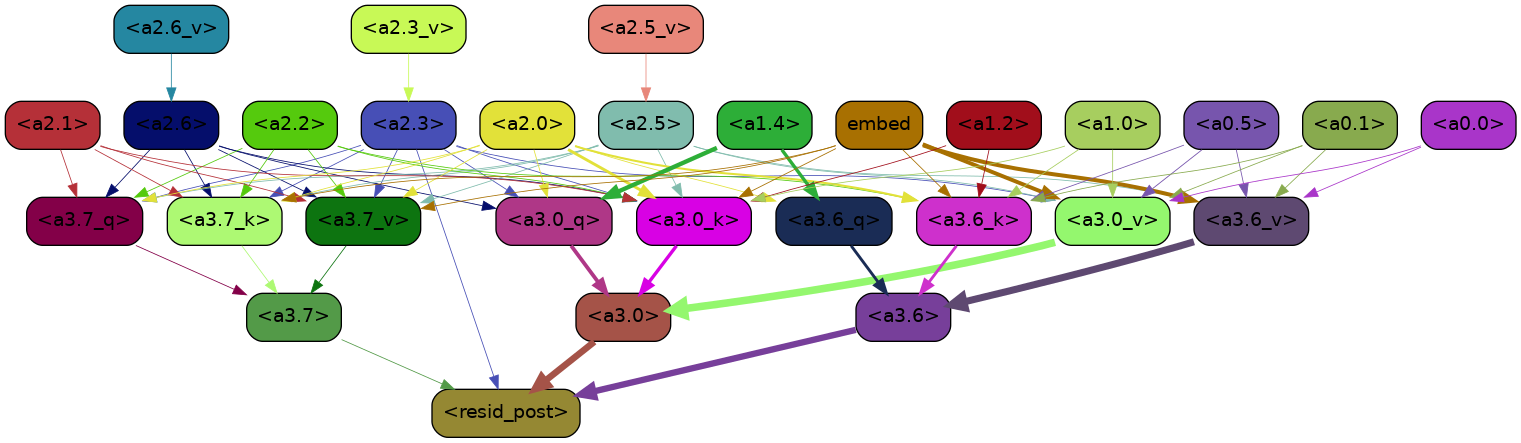 <a2.6_v> <a2.3_v> <a2.5_v>
<a2.1> <a2.6> <a2.2> <a2.3> <a2.0> <a2.5> <a1.4> embed <a1.2> <a1.0> <a0.5> <a0.1> <a0.0>
<a3.7_q> <a3.7_k> <a3.7_v> <a3.0_q> <a3.0_k> <a3.6_q> <a3.6_k> <a3.0_v> <a3.6_v>
<a3.7> <a3.0> <a3.6>
<resid_post>